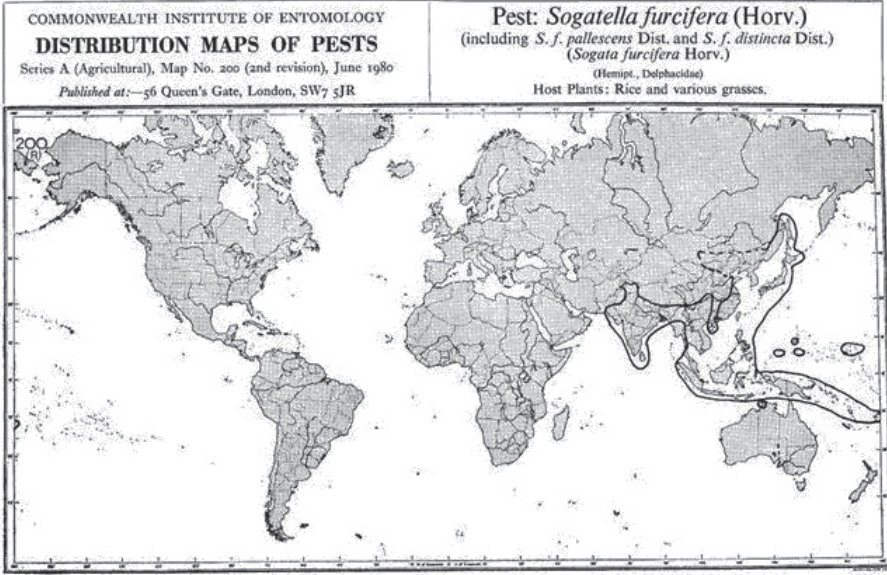 COMMONWEALTH INSTITUTE OF ENTOMOLOGY
DISTRIBUTION MAPS OF PESTS
Series A (Agricultural), Map No. 200 (2nd revision), June 1980
Published at:—56 Queen's Gate, London, SW7 5JR
Pest: Sogatella furcifera (Horv.)
(including S. f. pallescens Dist. and S. f. distincta Dist.)
(Sogata furcifera Horv.)
(Hemipt., Delphacidae)
Host Plants: Rice and various grasses.
200
(R)